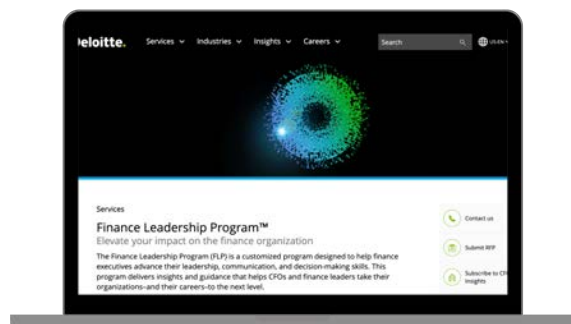 eloitte.
Services
Industries
Insights
Careers
Search
US-EN
Services
Finance Leadership Program™
Elevate your impact on the finance organization
The Finance Leadership Program (FLP) is a customized program designed to help finance
executives advance their leadership, communication, and decision-making skills. This
program delivers insights and guidance that helps CFOs and finance leaders take their
organizations–and their careers–to the next level.
Contact us
Submit RFP
Subscribe to CF
Insights